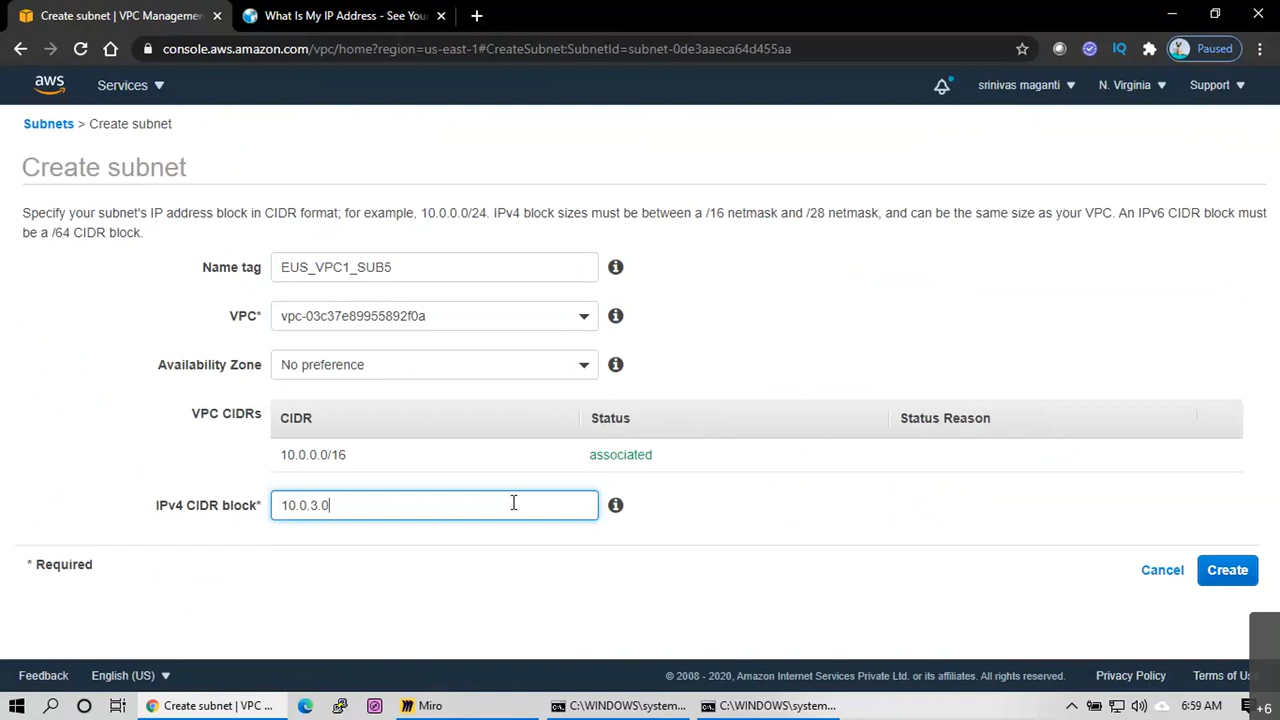 Create subnet | VPC Managemen
What Is My IP Address - See Your
console.aws.amazon.com/vpc/home?region=us-east-1#CreateSubnet:SubnetId=subnet-0de3aaeca64d455aa
IQ
Paused
aws
Services
srinivas maganti
N. Virginia
Support
Subnets > Create subnet
Create subnet
Specify your subnet's IP address block in CIDR format; for example, 10.0.0.0/24. IPv4 block sizes must be between a /16 netmask and /28 netmask, and can be the same size as your VPC. An IPv6 CIDR block must
be a /64 CIDR block.
Name tag
EUS_VPC1_SUB5
VPC*
vpc-03c37e89955892f0a
Availability Zone
No preference
VPC CIDRs
CIDR
Status
Status Reason
10.0.0.0/16
associated
IPv4 CIDR block*
10.0.3.0
* Required
Cancel
Create
Feedback
English (US)
© 2008 - 2020, Amazon Internet Services Private Ltd. or its affiliates. All rights reserved.
Privacy Policy
Terms of U
Create subnet | VPC ...
Miro
C:\WINDOWS\system...
C:\WINDOWS\system...
6:59 AM
+6